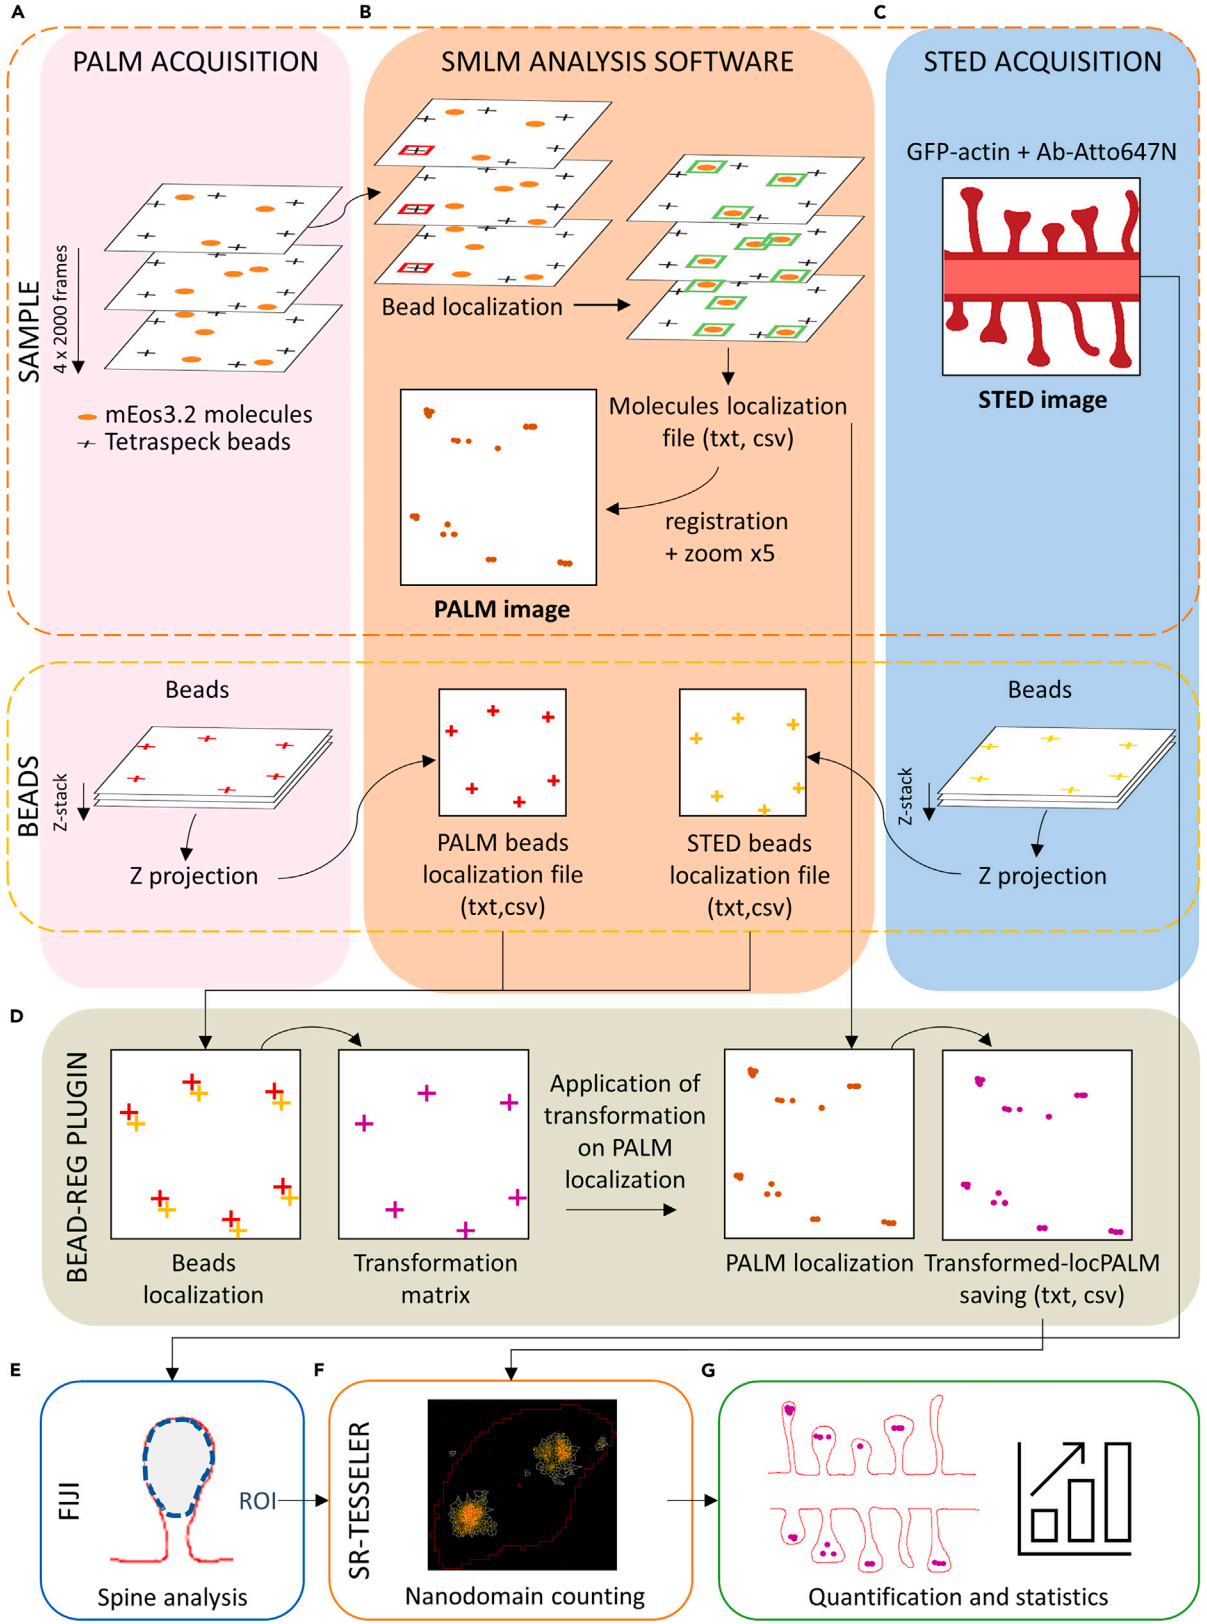 A
B
C
PALM ACQUISITION
SMLM ANALYSIS SOFTWARE
STED ACQUISITION
SAMPLE
4 x 2000 frames
mEos3.2 molecules
Tetraspeck beads
Bead localization
Molecules localization
file (txt, csv)
registration
+ zoom x5
PALM image
GFP-actin + Ab-Atto647N
STED image
BEADS
Beads
Z-stack
Z projection
PALM beads
localization file
(txt,csv)
STED beads
localization file
(txt,csv)
Beads
Z-stack
Z projection
D
BEAD-REG PLUGIN
Beads
localization
Transformation
matrix
Application of
transformation
on PALM
localization
PALM localization
Transformed-locPALM
saving (txt, csv)
E
FIJI
ROI
Spine analysis
F
SR-TESSELER
Nanodomain counting
G
Quantification and statistics